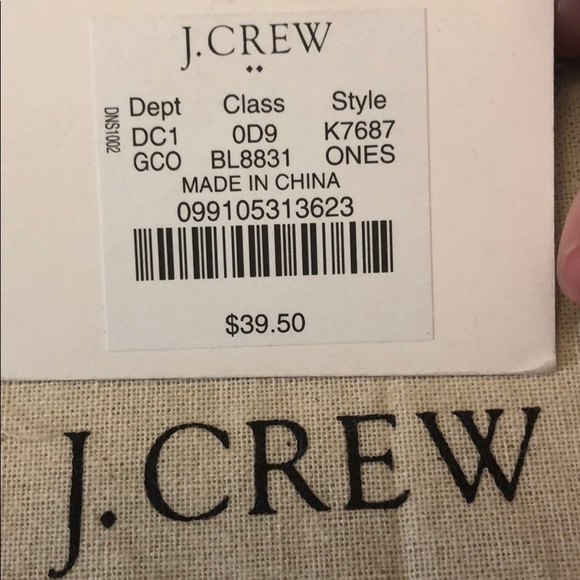 J.CREW
Dept Class Style
DC1 0D9 K7687
GCO BL8831 ONES
MADE IN CHINA
099105313623
$39.50
DNS1002
J.CREW